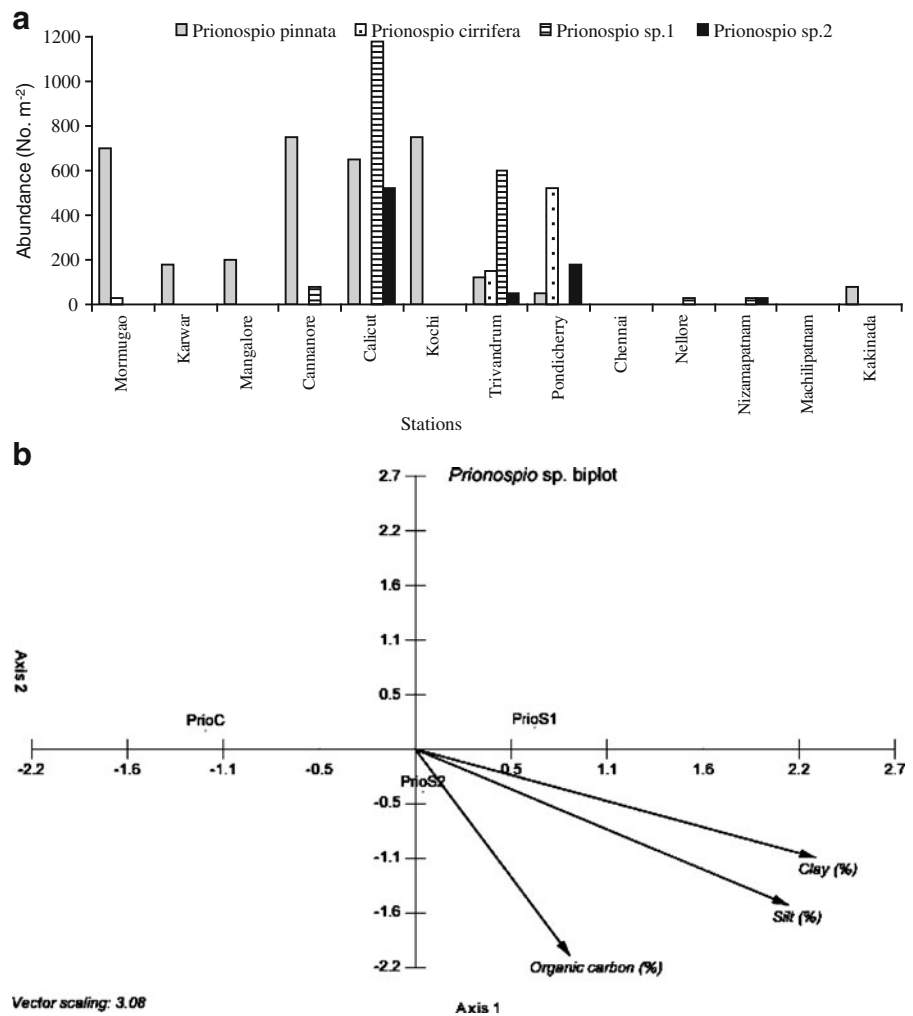 a
Prionospio pinnata Prionospio cirrifera Prionospio sp.1 Prionospio sp.2
Abundance (No. m-2)
1200
1000
800
600
400
200
0
Mormugao
Karwar
Mangalore
Cannanore
Calicut
Kochi
Trivandrum
Pondicherry
Chennai
Nellore
Nizamapatnam
Machilipatnam
Kakinada
Stations
b
Prionospio sp. biplot
2.7
2.2
1.6
1.1
0.5
Axis 2
PrioC
PrioS1
-2.2 -1.6 -1.1 -0.5 0.5 1.1 1.6 2.2 2.7
PrioS2
-0.5
-1.1
Clay (%)
-1.6
Silt (%)
-2.2
Organic carbon (%)
Vector scaling: 3.08
Axis 1